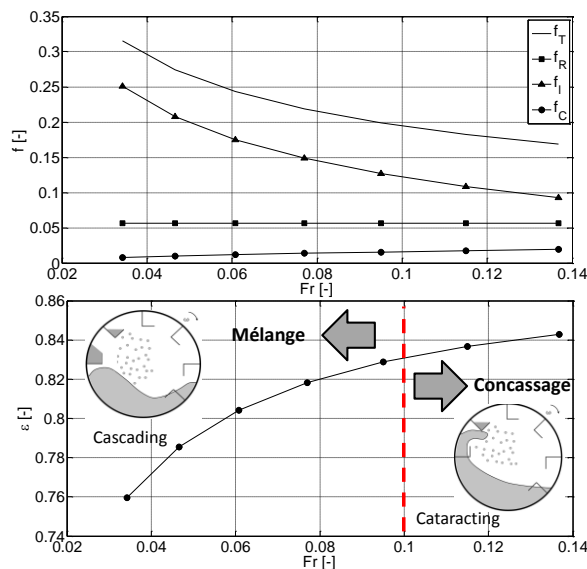 0.35
0.3
0.25
0.2
0.15
0.1
0.05
0
f [-]
f_T
f_R
f_I
f_C
0.02 0.04 0.06 0.08 0.1 0.12 0.14
Fr [-]
0.86
0.84
0.82
0.8
0.78
0.76
0.74
ε [-]
Mélange
Concassage
Cascading
Cataracting
0.02 0.04 0.06 0.08 0.1 0.12 0.14
Fr [-]